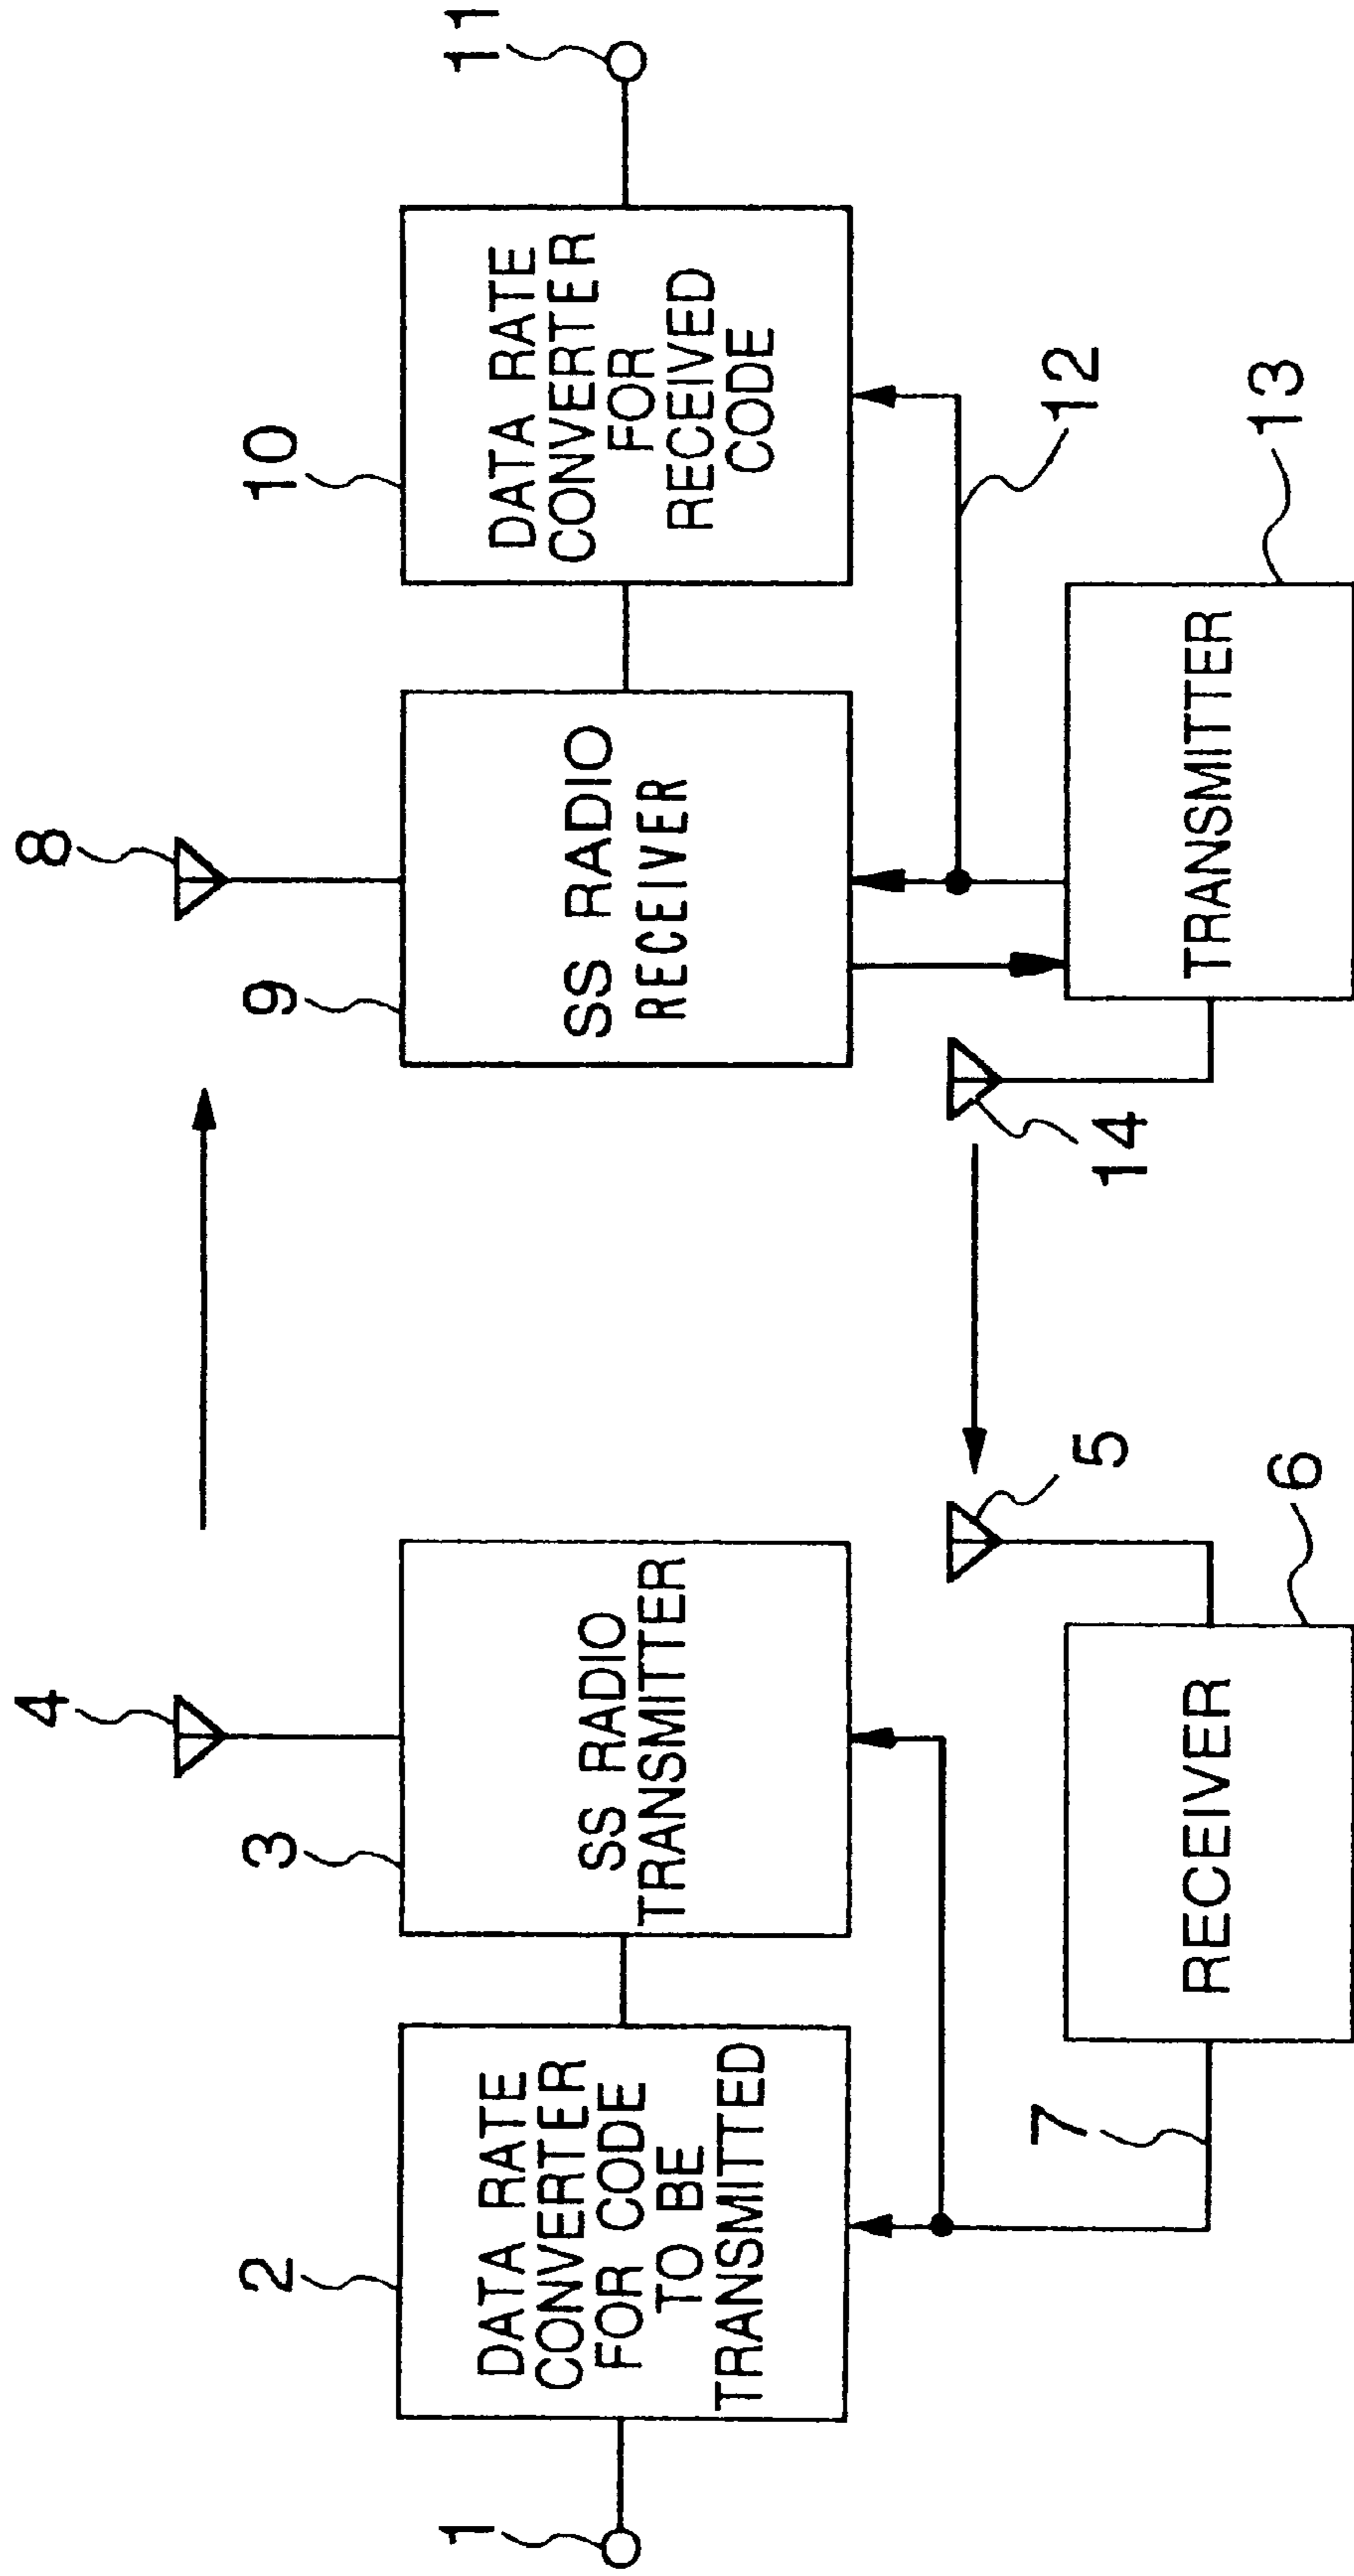 4
8
3
9
2
10
1
11
DATA RATE
CONVERTER
FOR CODE
TO BE
TRANSMITTED
SS RADIO
TRANSMITTER
SS RADIO
RECEIVER
DATA RATE
CONVERTER
FOR
RECEIVED
CODE
7
5
14
12
RECEIVER
6
TRANSMITTER
13